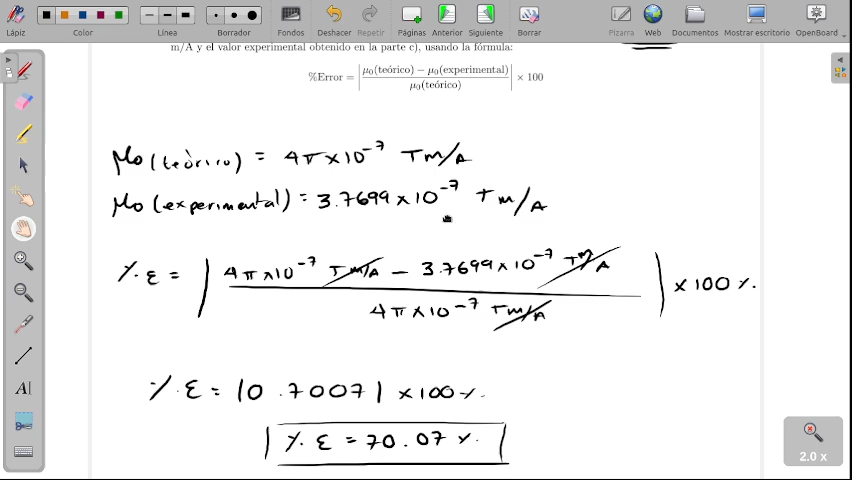 Lápiz Color Línea Borrador Fondos Deshacer Repetir Páginas Anterior Siguiente Borrar Pizarra Web Documentos Mostrar escritorio OpenBoard
m/A y el valor experimental obtenido en la parte c), usando la fórmula:
%Error = |μ₀(teórico) − μ₀(experimental) / μ₀(teórico)| × 100
μo (teòrico) = 4π×10⁻⁷ Tm/A
μo (experimental) = 3.7699×10⁻⁷ Tm/A
%ε = |4π×10⁻⁷ Tm/A − 3.7699×10⁻⁷ Tm/A / 4π×10⁻⁷ Tm/A| × 100 %.
%ε = |0.7007| ×100%.
%ε = 70.07 %.
2.0 x